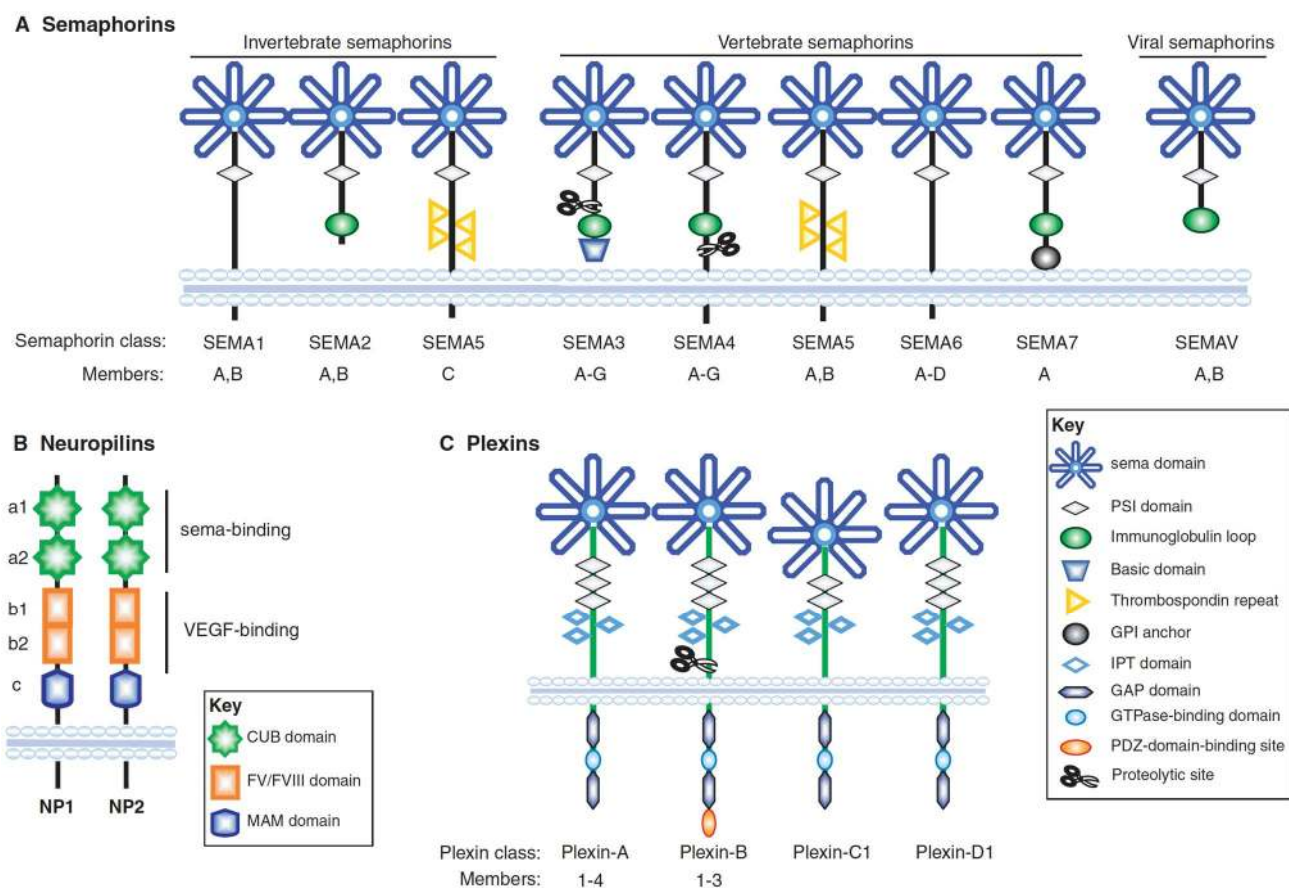 A Semaphorins
Invertebrate semaphorins
Vertebrate semaphorins
Viral semaphorins
Semaphorin class: SEMA1 SEMA2 SEMA5 SEMA3 SEMA4 SEMA5 SEMA6 SEMA7 SEMAV
Members: A,B A,B C A-G A-G A,B A-D A A,B
B Neuropilins
a1
a2
sema-binding
b1
b2
VEGF-binding
c
NP1 NP2
Key
CUB domain
FV/FVIII domain
MAM domain
C Plexins
Plexin class: Plexin-A Plexin-B Plexin-C1 Plexin-D1
Members: 1-4 1-3
Key
sema domain
PSI domain
Immunoglobulin loop
Basic domain
Thrombospondin repeat
GPI anchor
IPT domain
GAP domain
GTPase-binding domain
PDZ-domain-binding site
Proteolytic site